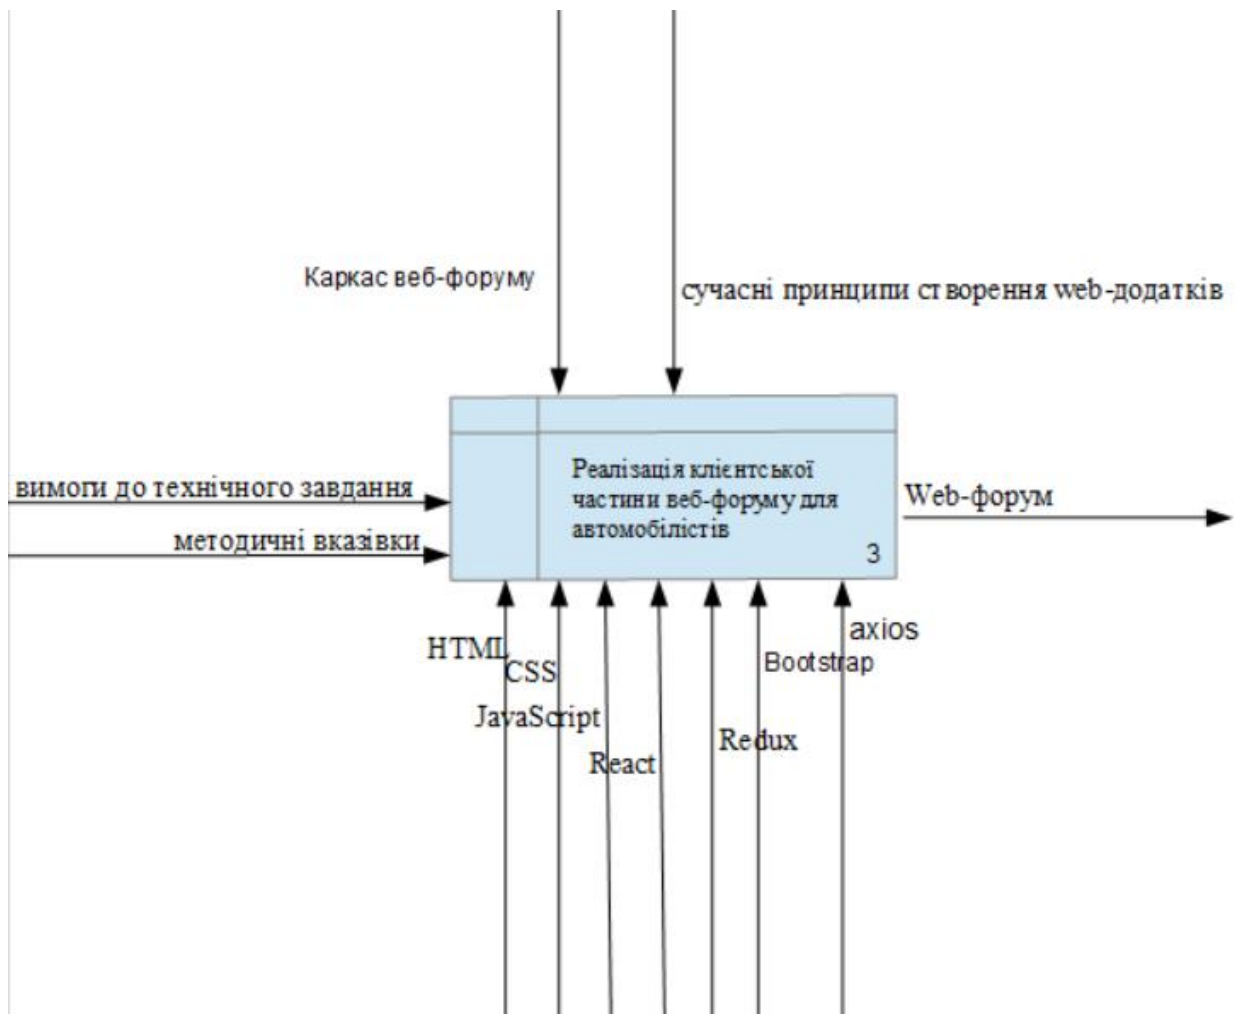 Каркас веб-форуму
сучасні принципи створення web-додатків
вимоги до технічного завдання
методичні вказівки
Реалізація клієнтської
частини веб-форуму для
автомобілістів
3
Web-форум
HTML
CSS
JavaScript
React
Redux
Bootstrap
axios